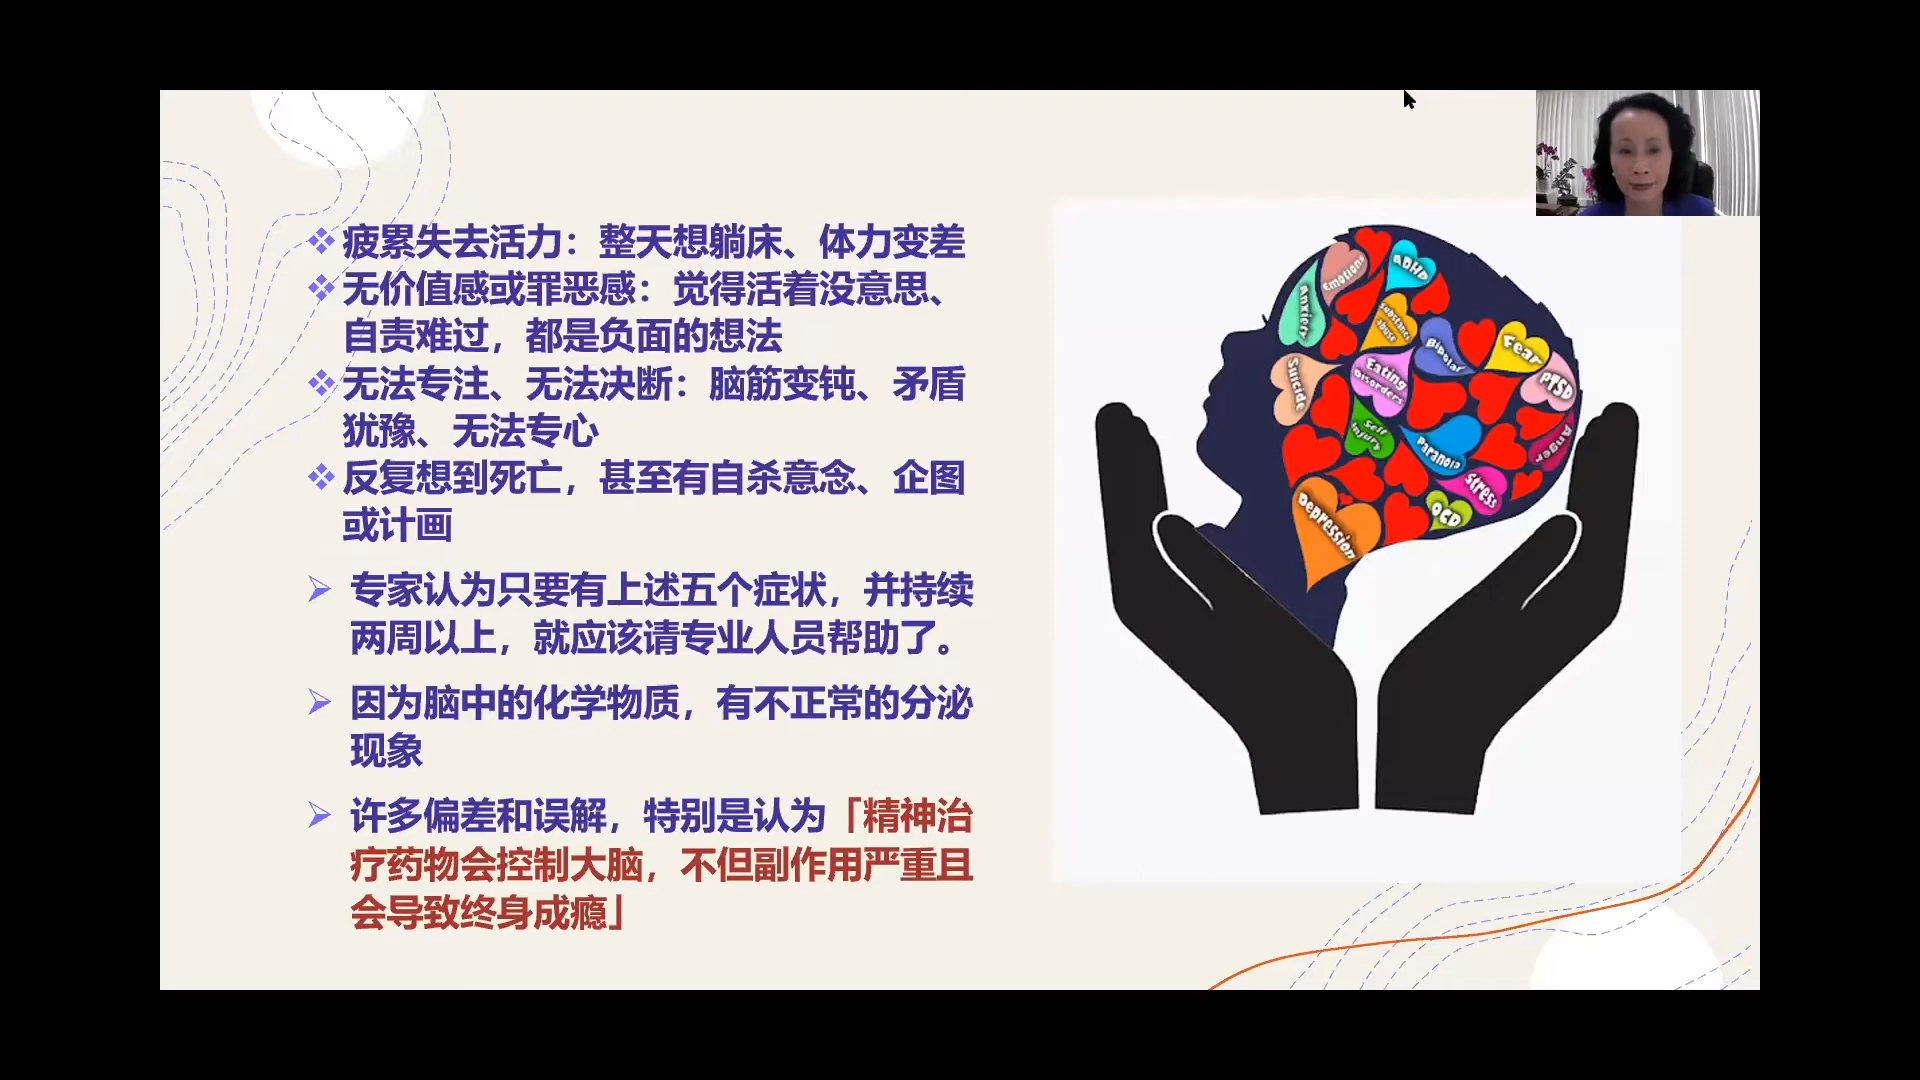 疲累失去活力：整天想躺床、体力变差
无价值感或罪恶感：觉得活着没意思、
自责难过，都是负面的想法
无法专注、无法决断：脑筋变钝、矛盾
犹豫、无法专心
反复想到死亡，甚至有自杀意念、企图
或计画
专家认为只要有上述五个症状，并持续
两周以上，就应该请专业人员帮助了。
因为脑中的化学物质，有不正常的分泌
现象
许多偏差和误解，特别是认为「精神治
疗药物会控制大脑，不但副作用严重且
会导致终身成瘾」
Emotions
ADHD
Anxiety
Substance
abuse
Bipolar
Fear
Suicide
Eating
Disorders
PTSD
Self
Injury
Paranoia
Anger
Stress
OCD
Depression